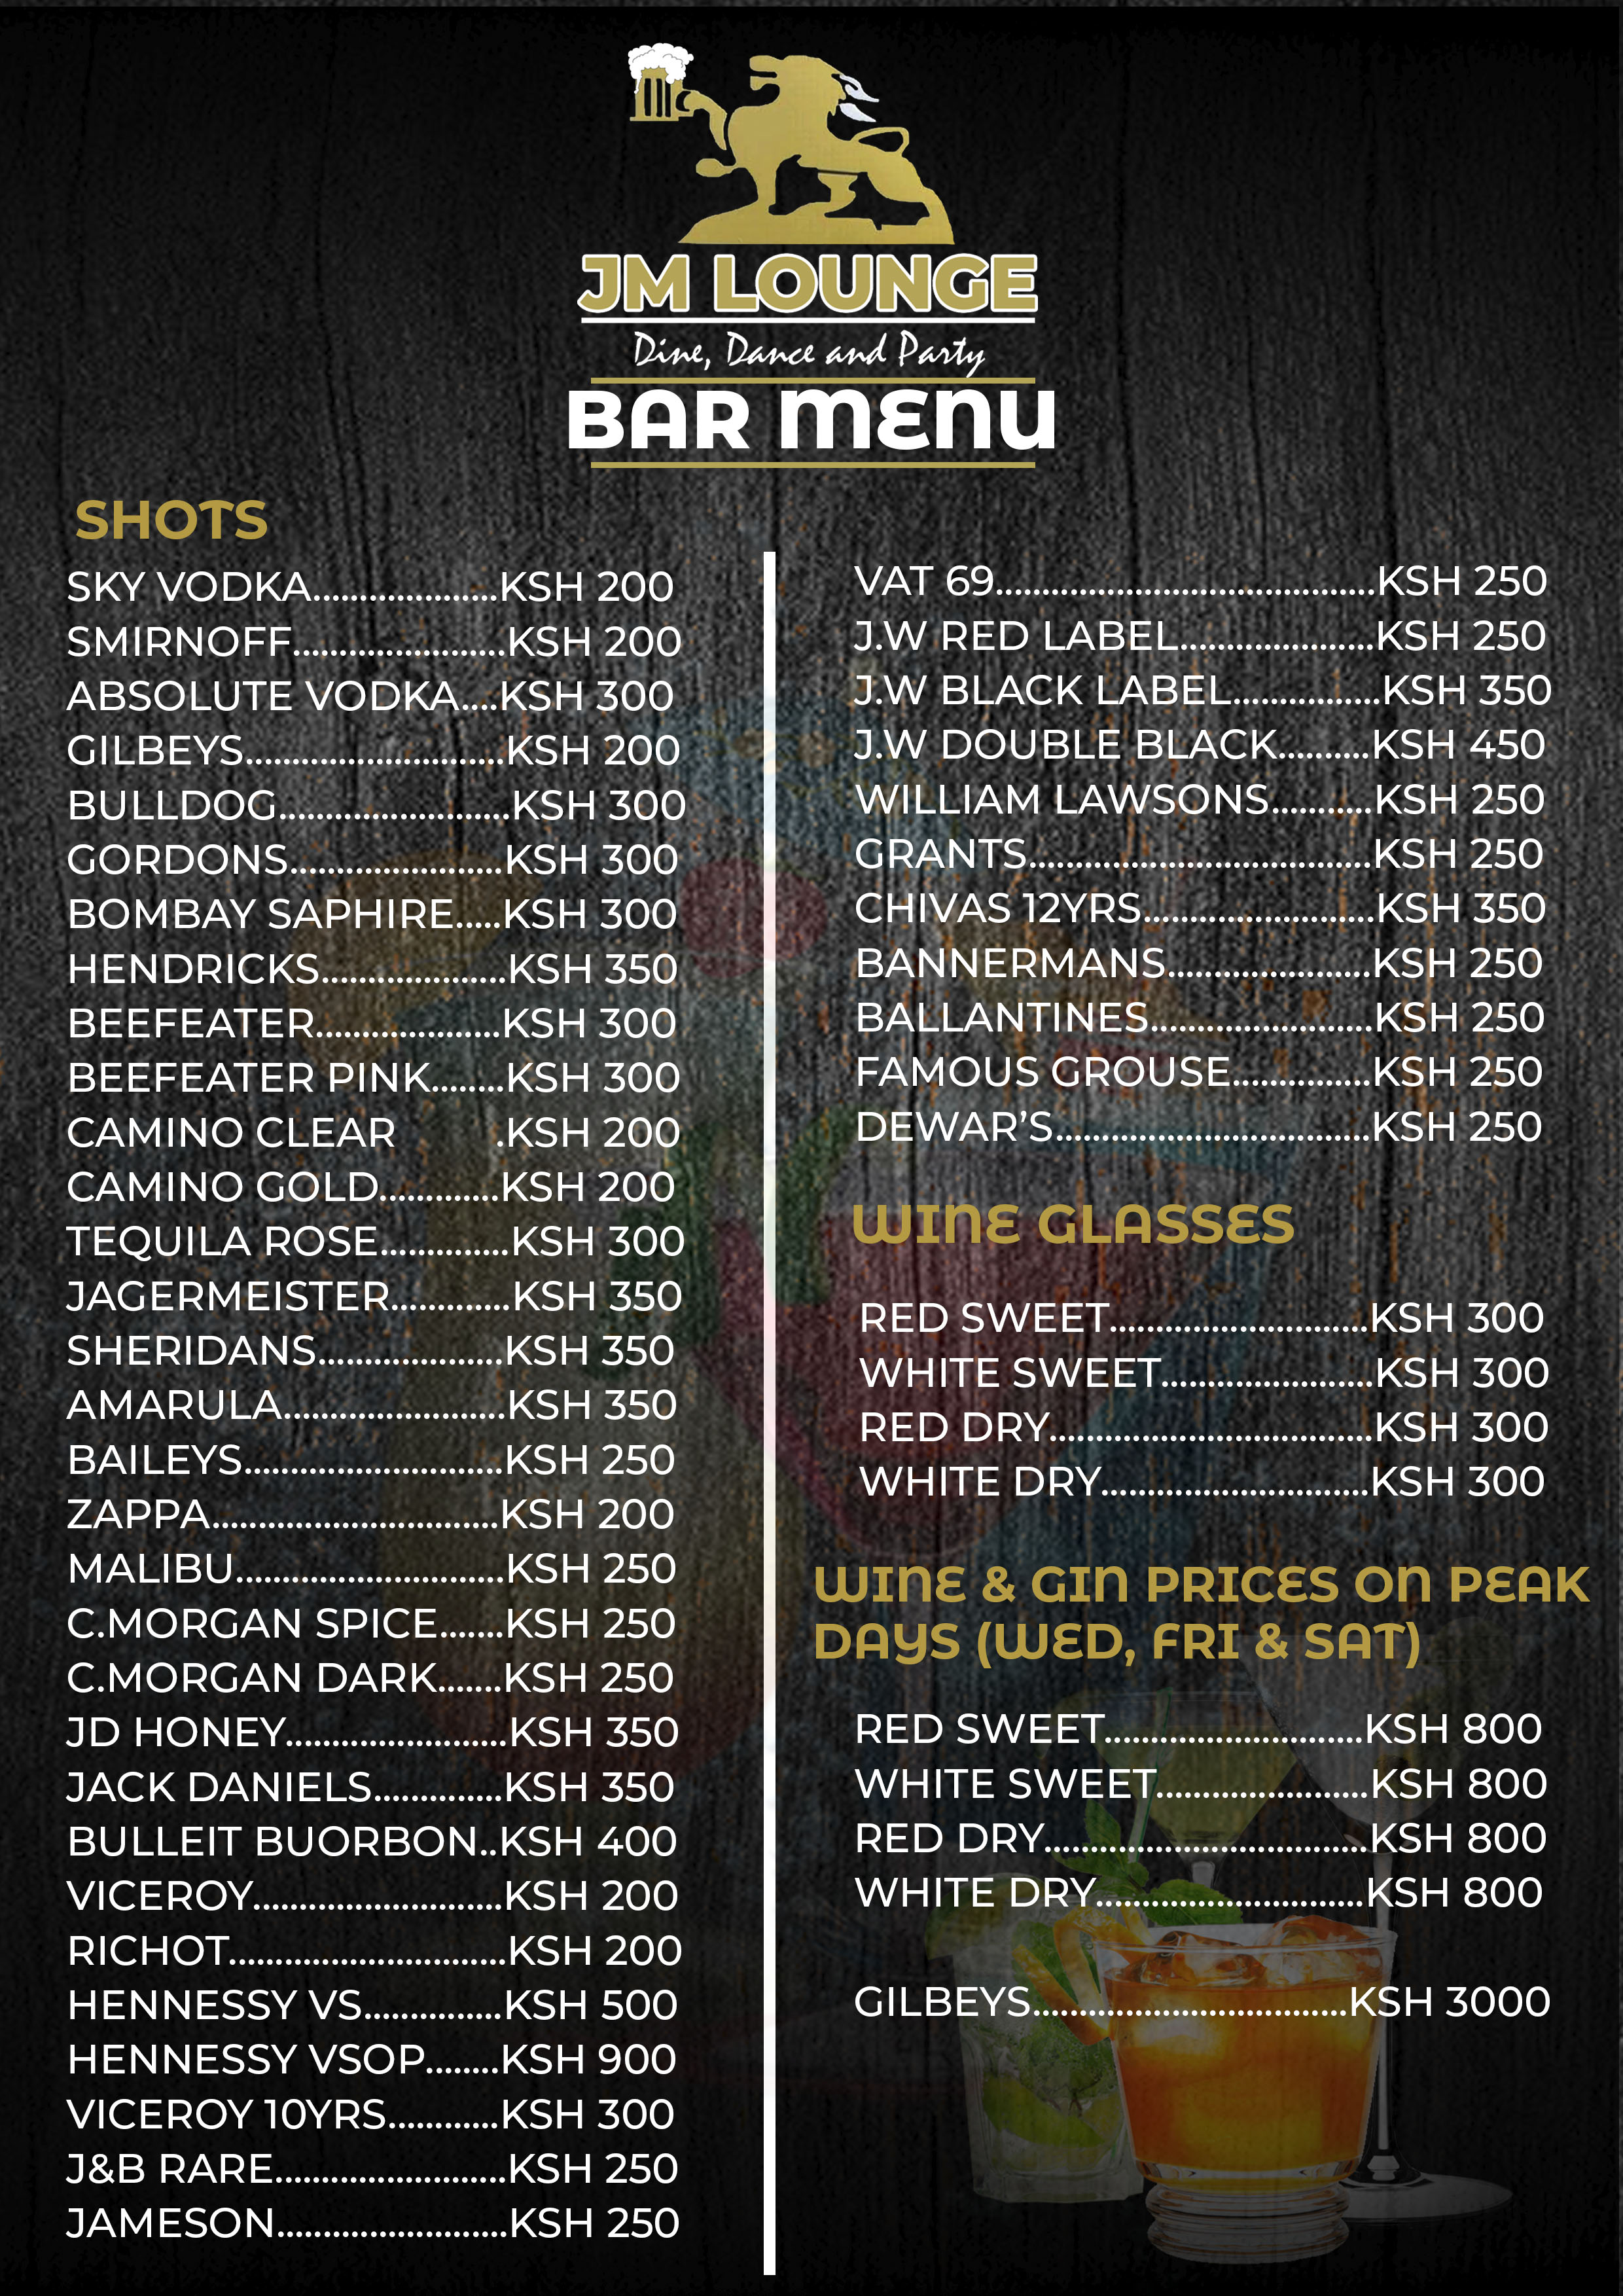 JM LOUNGE
Dine, Dance and Party
BAR MENU
SHOTS
SKY VODKA....................KSH 200
SMIRNOFF.......................KSH 200
ABSOLUTE VODKA....KSH 300
GILBEYS............................KSH 200
BULLDOG.........................KSH 300
GORDONS.......................KSH 300
BOMBAY SAPHIRE.....KSH 300
HENDRICKS....................KSH 350
BEEFEATER....................KSH 300
BEEFEATER PINK........KSH 300
CAMINO CLEAR .KSH 200
CAMINO GOLD.............KSH 200
TEQUILA ROSE..............KSH 300
JAGERMEISTER.............KSH 350
SHERIDANS....................KSH 350
AMARULA........................KSH 350
BAILEYS............................KSH 250
ZAPPA...............................KSH 200
MALIBU.............................KSH 250
C.MORGAN SPICE.......KSH 250
C.MORGAN DARK.......KSH 250
JD HONEY........................KSH 350
JACK DANIELS..............KSH 350
BULLEIT BUORBON..KSH 400
VICEROY...........................KSH 200
RICHOT..............................KSH 200
HENNESSY VS...............KSH 500
HENNESSY VSOP........KSH 900
VICEROY 10YRS............KSH 300
J&B RARE.........................KSH 250
JAMESON.........................KSH 250
VAT 69.........................................KSH 250
J.W RED LABEL.....................KSH 250
J.W BLACK LABEL................KSH 350
J.W DOUBLE BLACK..........KSH 450
WILLIAM LAWSONS...........KSH 250
GRANTS.....................................KSH 250
CHIVAS 12YRS.........................KSH 350
BANNERMANS......................KSH 250
BALLANTINES........................KSH 250
FAMOUS GROUSE...............KSH 250
DEWAR’S..................................KSH 250
WINE GLASSES
RED SWEET............................KSH 300
WHITE SWEET.......................KSH 300
RED DRY...................................KSH 300
WHITE DRY.............................KSH 300
WINE & GIN PRICES ON PEAK
DAYS (WED, FRI & SAT)
RED SWEET............................KSH 800
WHITE SWEET.......................KSH 800
RED DRY...................................KSH 800
WHITE DRY.............................KSH 800
GILBEYS..................................KSH 3000